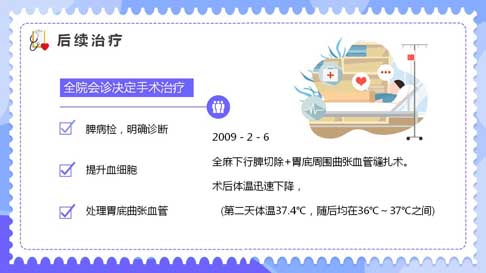 后续治疗
全院会诊决定手术治疗
脾病检，明确诊断
提升血细胞
处理胃底曲张血管
2009 - 2 - 6
全麻下行脾切除+胃底周围曲张血管缝扎术。
术后体温迅速下降，
(第二天体温37.4℃，随后均在36℃～37℃之间)